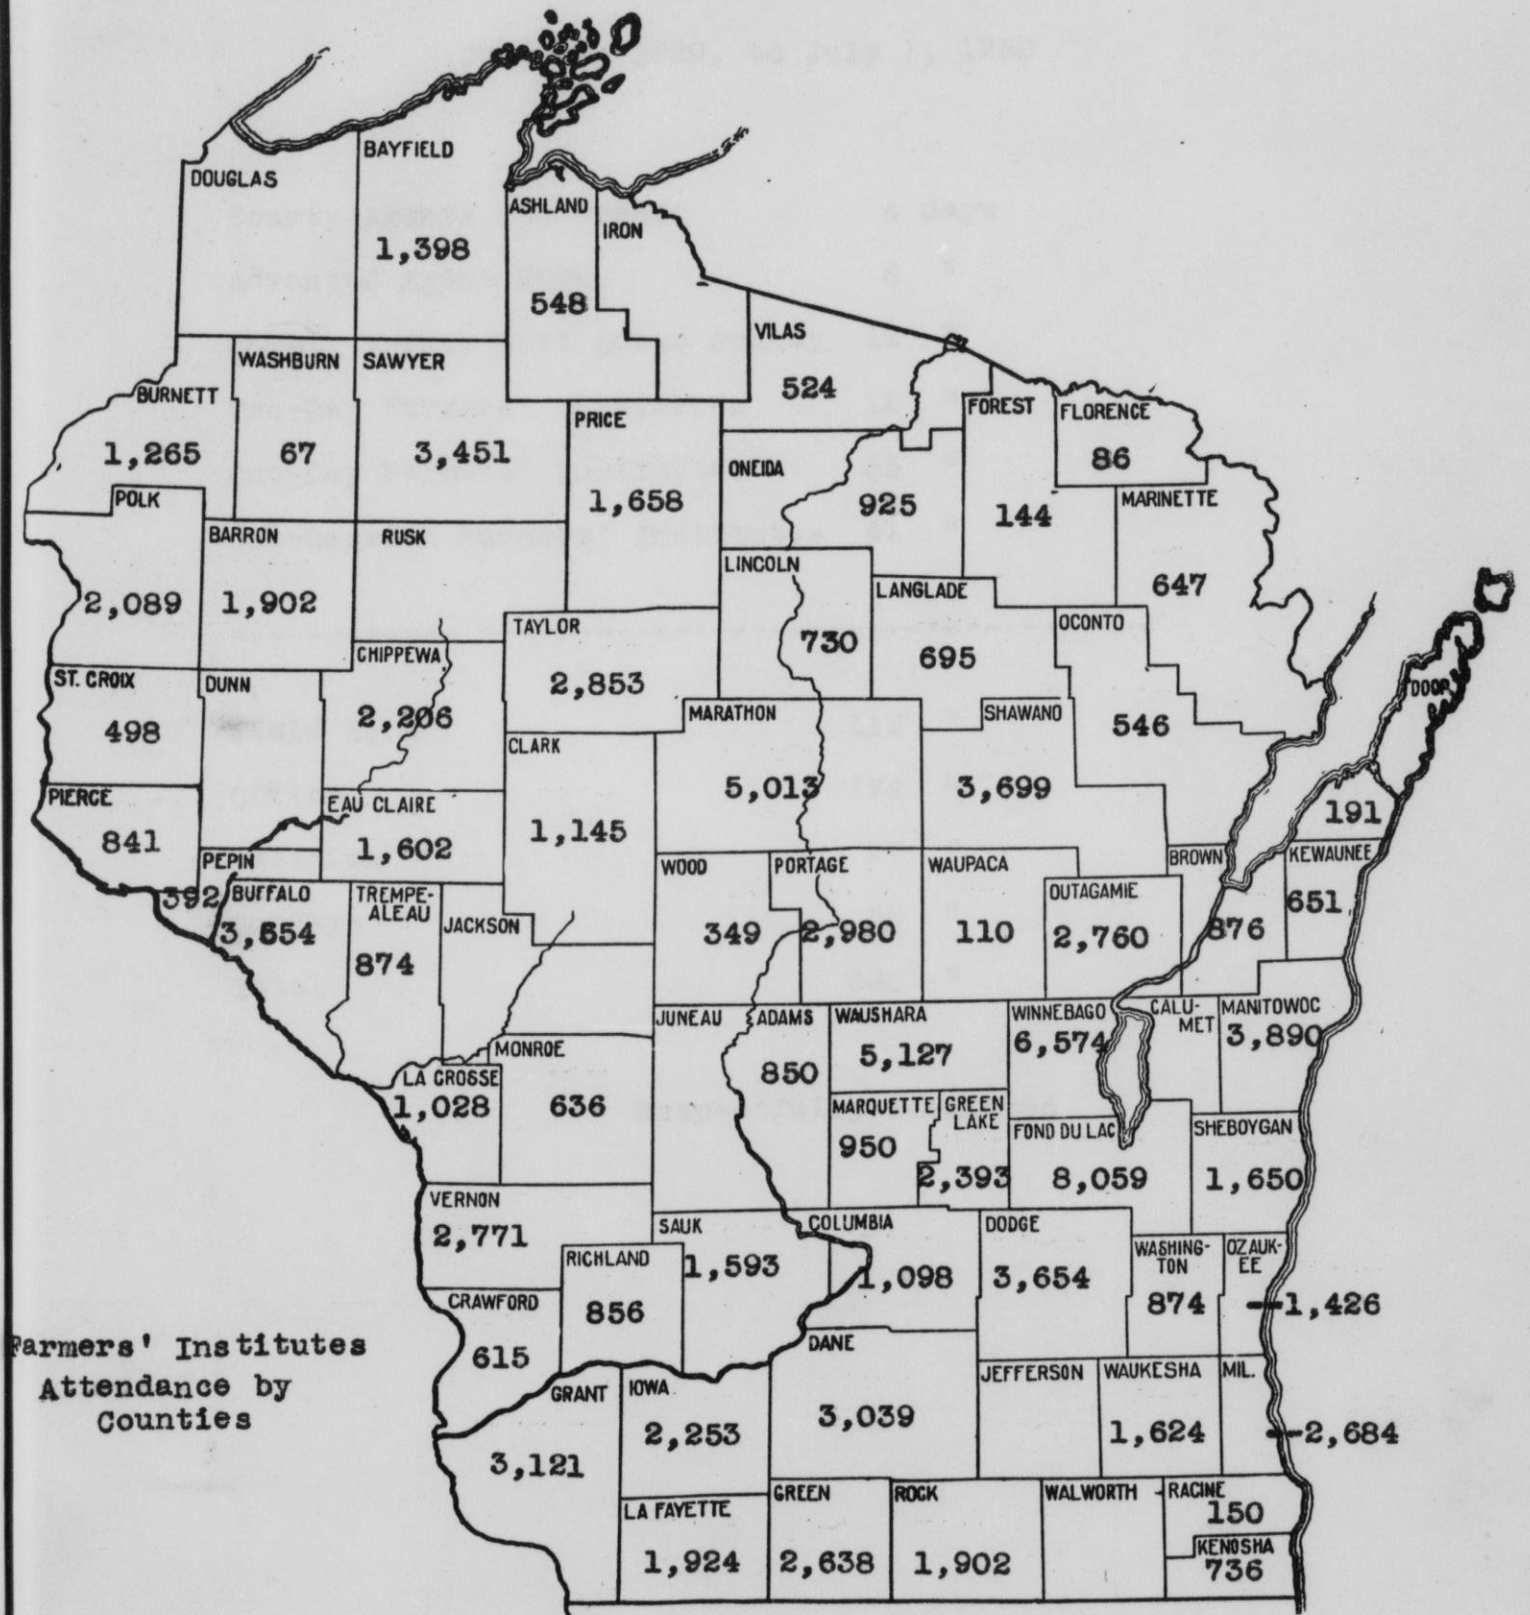 BAYFIELD
DOUGLAS
1,398
ASHLAND
IRON
548
VILAS
524
WASHBURN
SAWYER
BURNETT
1,265
67
3,451
PRICE
1,658
FOREST
FLORENCE
86
ONEIDA
925
144
MARINETTE
647
POLK
2,089
BARRON
1,902
RUSK
LINCOLN
730
LANGLADE
695
OCONTO
546
TAYLOR
2,853
CHIPPEWA
2,206
ST. CROIX
498
DUNN
DOOR
191
MARATHON
5,013
SHAWANO
3,699
CLARK
1,145
PIERCE
841
EAU CLAIRE
1,602
PEPIN
392
BUFFALO
TREMPE-
ALEAU
874
JACKSON
WOOD
349
PORTAGE
2,980
WAUPACA
110
OUTAGAMIE
2,760
BROWN
876
KEWAUNEE
651
JUNEAU
ADAMS
850
WAUSHARA
5,127
WINNEBAGO
6,574
CALU-
MET
MANITOWOC
3,890
MONROE
636
LA CROSSE
1,028
MARQUETTE
950
GREEN
LAKE
2,393
FOND DU LAC
8,059
SHEBOYGAN
1,650
VERNON
2,771
RICHLAND
856
SAUK
1,593
COLUMBIA
1,098
DODGE
3,654
WASHING-
TON
874
OZAUK-
EE
1,426
CRAWFORD
615
Farmers' Institutes
Attendance by
Counties
GRANT
3,121
IOWA
2,253
DANE
3,039
JEFFERSON
WAUKESHA
1,624
MIL.
2,684
LA FAYETTE
1,924
GREEN
2,638
ROCK
1,902
WALWORTH
RACINE
150
KENOSHA
736